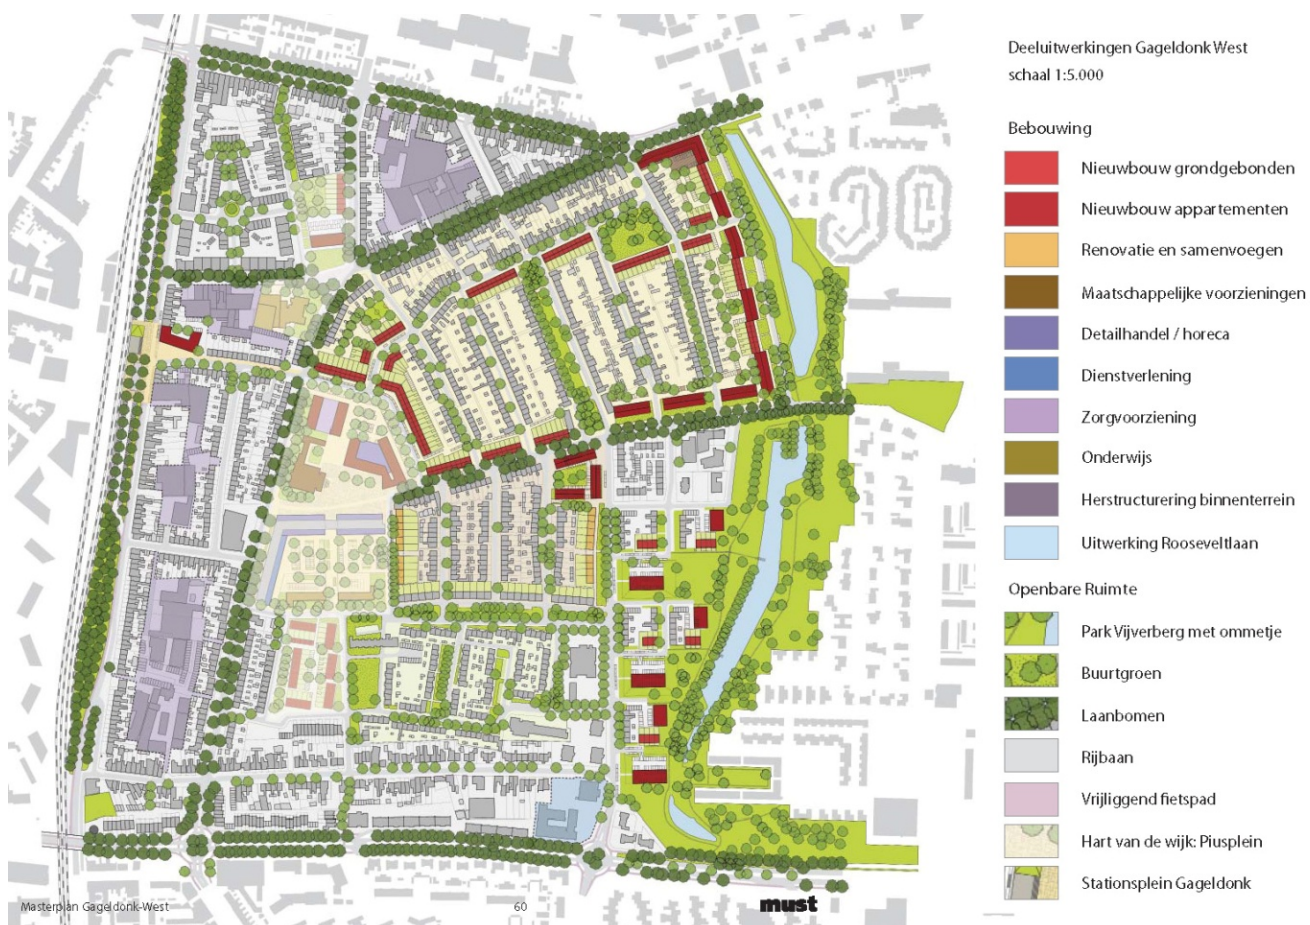 Deeluitwerkingen Gageldonk West
schaal 1:5.000
Bebouwing
Nieuwbouw grondgebonden
Nieuwbouw appartementen
Renovatie en samenvoegen
Maatschappelijke voorzieningen
Detailhandel / horeca
Dienstverlening
Zorgvoorziening
Onderwijs
Herstructurering binnenterrein
Uitwerking Rooseveltlaan
Openbare Ruimte
Park Vijverberg met ommetje
Buurtgroen
Laanbomen
Rijbaan
Vrijliggend fietspad
Hart van de wijk: Piusplein
Stationsplein Gageldonk
Masterplan Gageldonk-West
60
must